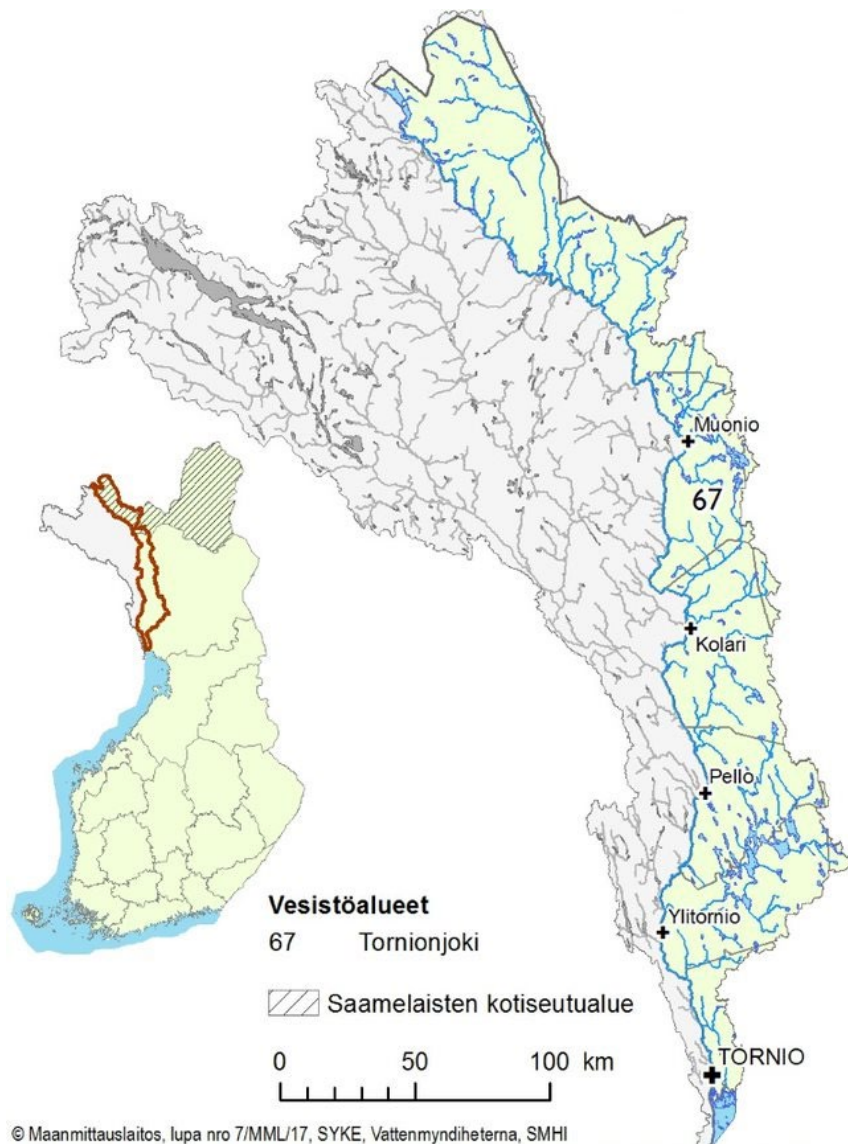 Muonio
67
Kolari
Pello
Ylitornio
TORNIO
Vesistöalueet
67 Tornionjoki
Saamelaisten kotiseutualue
0 50 100 km
© Maanmittauslaitos, lupa nro 7/MML/17, SYKE, Vattenmyndiheterna, SMHI